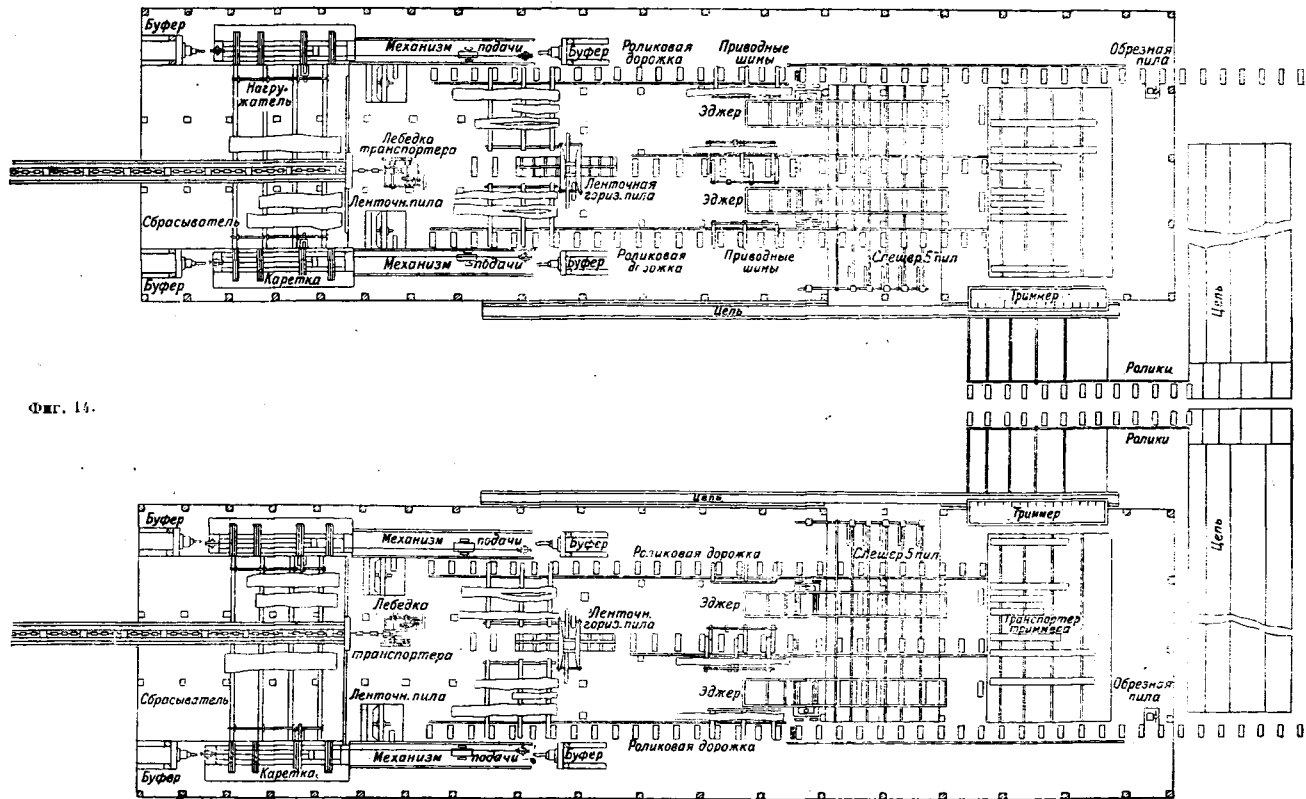 Буфер
Механизм подачи
Буфер
Роликовая
дорожка
Приводные
шины
Обрезная
пила
Нагру-
жатель
Эджер
Лебедка
транспортера
Ленточная
гориз. пила
Сбрасыватель
Ленточн. пила
Эджер
Буфер
Каретка
Механизм подачи
Буфер
Роликовая
дорожка
Приводные
шины
Слешер 5 пил
Триммер
Цепь
Цепь
Ролики
Фиг. 14.
Ролики
Цепь
Триммер
Цепь
Буфер
Механизм подачи
Буфер
Роликовая дорожка
Слешер 5 пил
Лебедка
транспортера
Ленточн.
гориз. пила
Эджер
Транспортер
триммера
Сбрасыватель
Ленточн. пила
Эджер
Обрезная
пила
Буфер
Каретка
Механизм подачи
Буфер
Роликовая дорожка